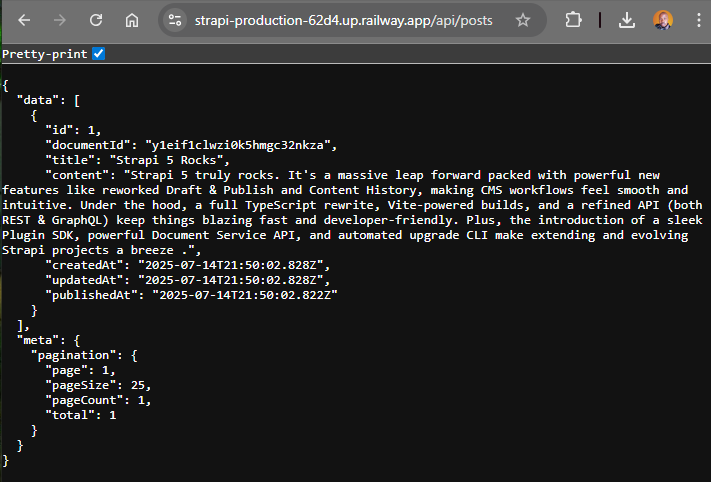 strapi-production-62d4.up.railway.app/api/posts
Pretty-print
{
  "data": [
    {
      "id": 1,
      "documentId": "y1eif1clwzi0k5hmgc32nkza",
      "title": "Strapi 5 Rocks",
      "content": "Strapi 5 truly rocks. It's a massive leap forward packed with powerful new
features like reworked Draft & Publish and Content History, making CMS workflows feel smooth and
intuitive. Under the hood, a full TypeScript rewrite, Vite-powered builds, and a refined API (both
REST & GraphQL) keep things blazing fast and developer-friendly. Plus, the introduction of a sleek
Plugin SDK, powerful Document Service API, and automated upgrade CLI make extending and evolving
Strapi projects a breeze .",
      "createdAt": "2025-07-14T21:50:02.828Z",
      "updatedAt": "2025-07-14T21:50:02.828Z",
      "publishedAt": "2025-07-14T21:50:02.822Z"
    }
  ],
  "meta": {
    "pagination": {
      "page": 1,
      "pageSize": 25,
      "pageCount": 1,
      "total": 1
    }
  }
}